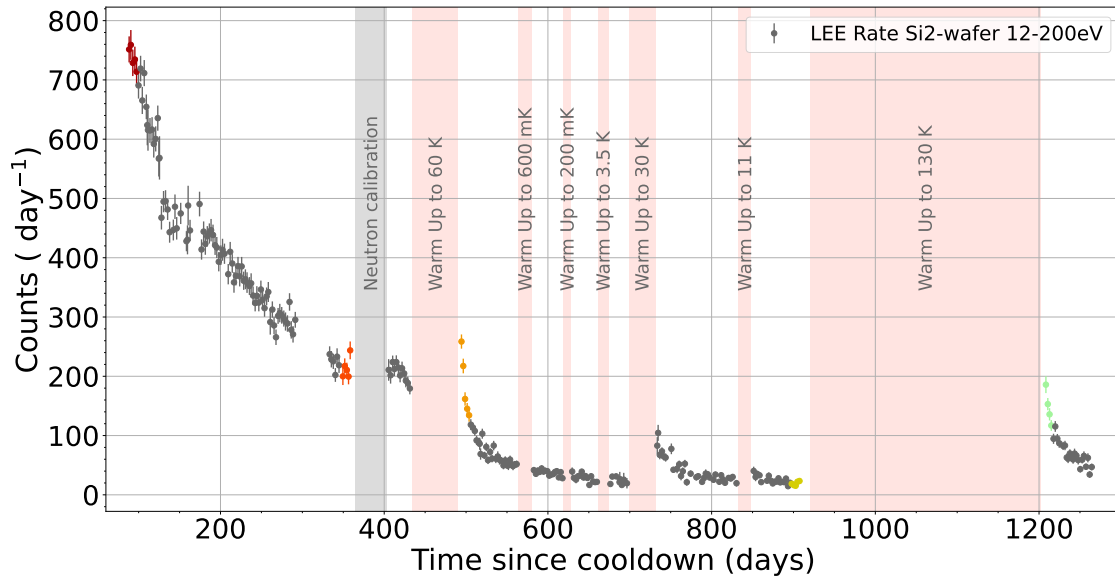 LEE Rate Si2-wafer 12-200eV
Counts ( day⁻¹)
800
700
600
500
400
300
200
100
0
Neutron calibration
Warm Up to 60 K
Warm Up to 600 mK
Warm Up to 200 mK
Warm Up to 3.5 K
Warm Up to 30 K
Warm Up to 11 K
Warm Up to 130 K
200 400 600 800 1000 1200
Time since cooldown (days)